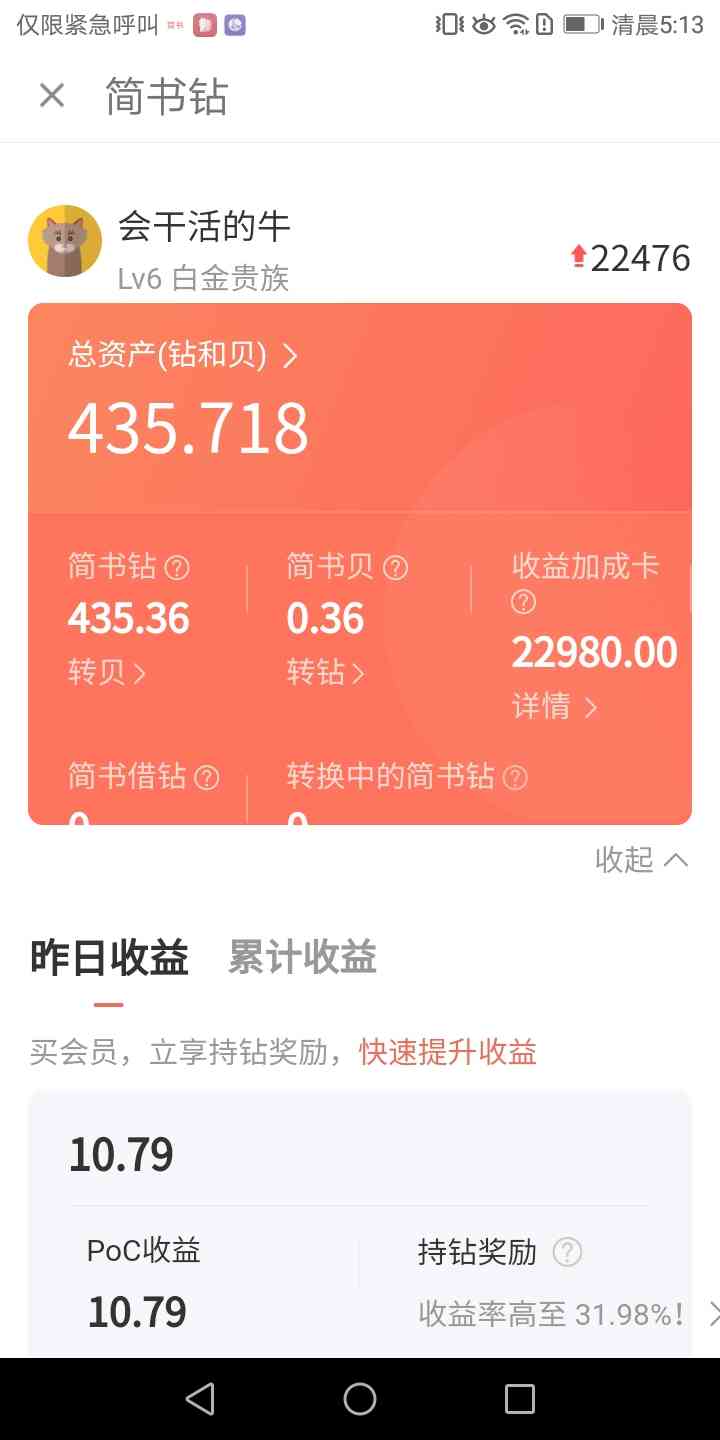 仅限紧急呼叫 清晨5:13
简书钻
会干活的牛
Lv6 白金贵族
22476
总资产(钻和贝)
435.718
简书钻 简书贝 收益加成卡
435.36 0.36 22980.00
转贝 转钻 详情
简书借钻 转换中的简书钻
0 0
收起
昨日收益 累计收益
买会员，立享持钻奖励，快速提升收益
10.79
PoC收益 持钻奖励
10.79 收益率高至 31.98%！